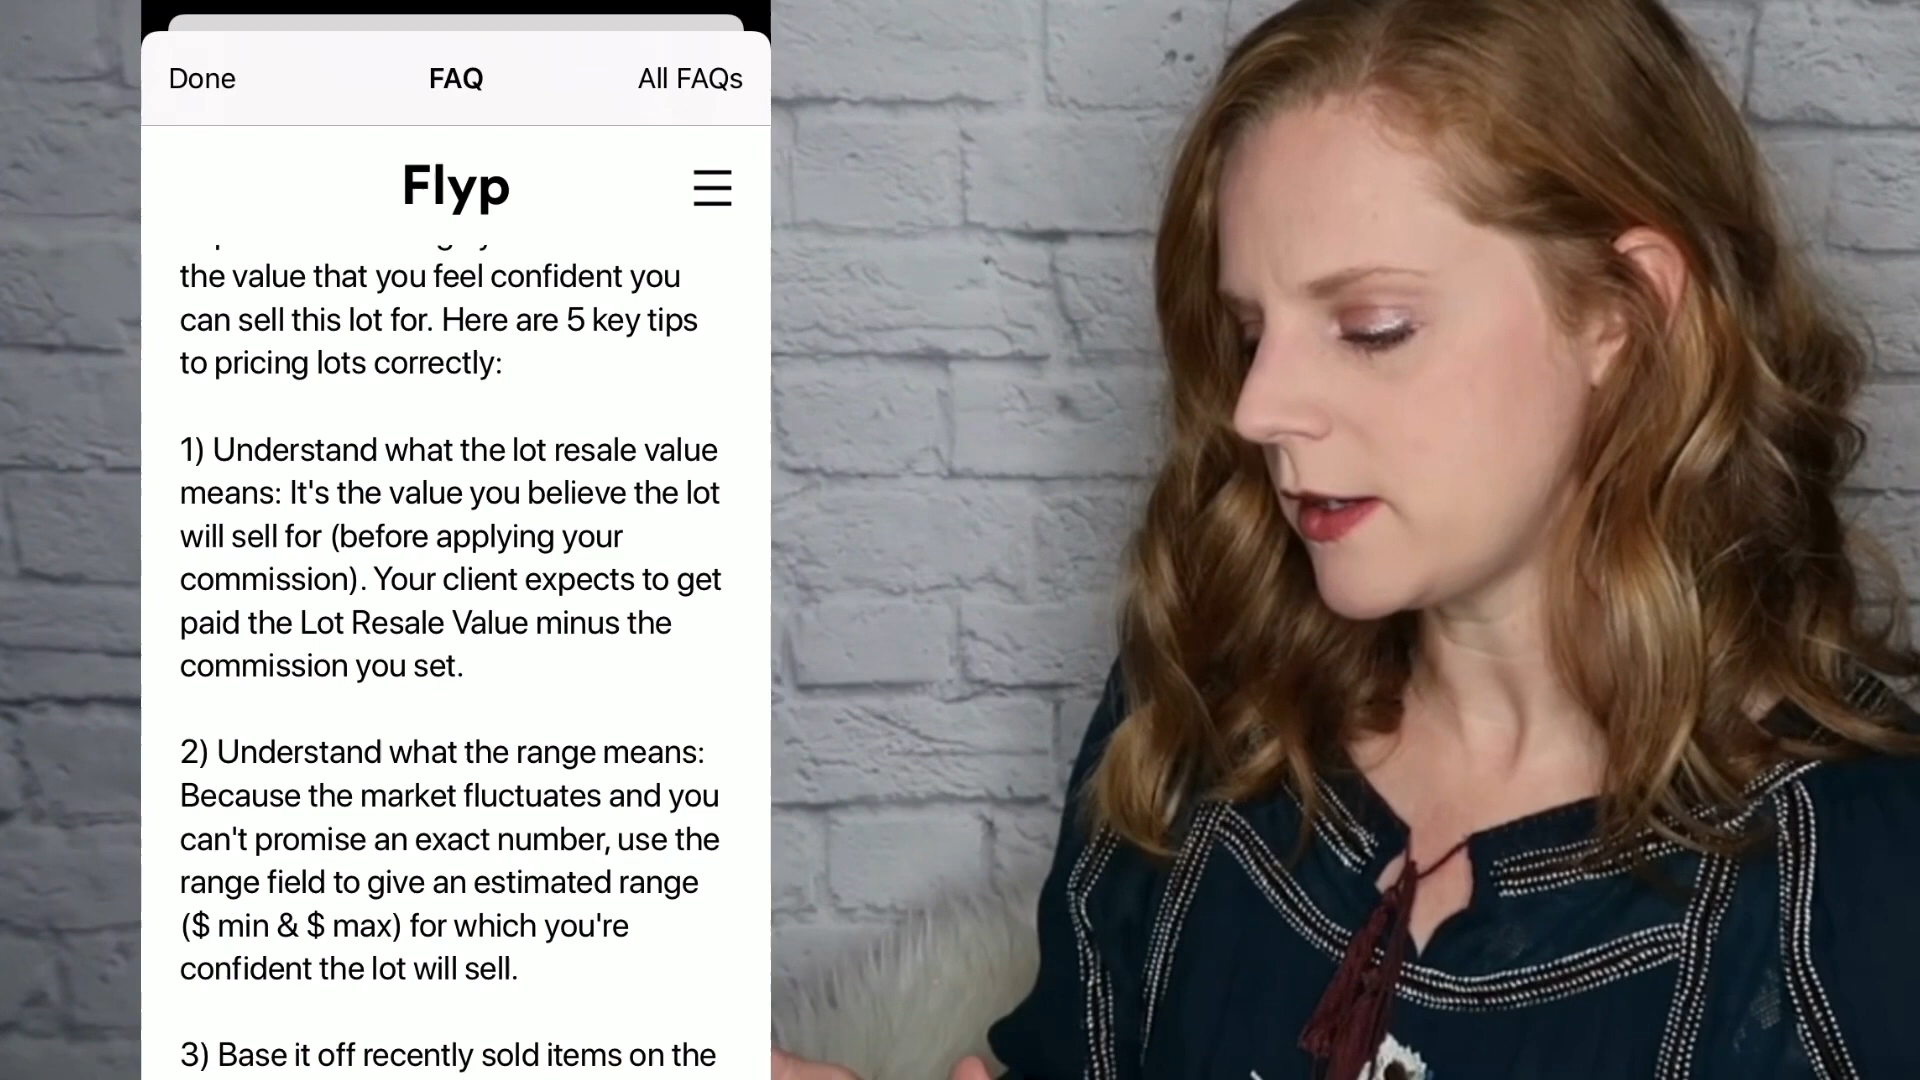 Done FAQ All FAQs
Flyp
the value that you feel confident you
can sell this lot for. Here are 5 key tips
to pricing lots correctly:
1) Understand what the lot resale value
means: It's the value you believe the lot
will sell for (before applying your
commission). Your client expects to get
paid the Lot Resale Value minus the
commission you set.
2) Understand what the range means:
Because the market fluctuates and you
can't promise an exact number, use the
range field to give an estimated range
($ min & $ max) for which you're
confident the lot will sell.
3) Base it off recently sold items on the